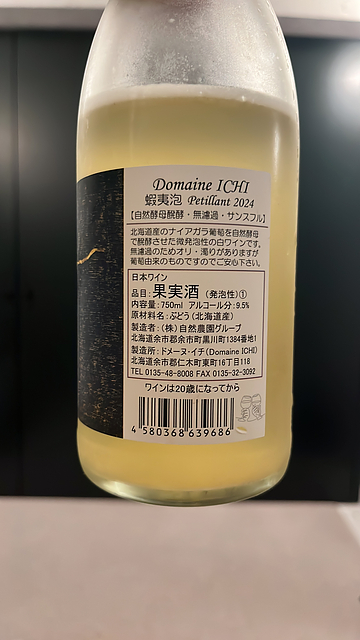 Domaine ICHI
蝦夷泡 Petillant 2024
【自然酵母醗酵・無濾過・サンスフル】
北海道産のナイアガラ葡萄を自然酵母
で醗酵させた微発泡性の白ワインです。
無濾過のためオリ・濁りがありますが
葡萄由来のものですのでご安心下さい。
日本ワイン
品目:果実酒(発泡性)①
内容量:750ml アルコール分:9.5%
原材料名:ぶどう(北海道産)
製造者:(株)自然農園グループ
北海道余市郡余市町黒川町1384番地1
製造所:ドメーヌ・イチ(Domaine ICHI)
北海道余市郡仁木町東町16丁目118
TEL 0135-48-8008 FAX 0135-32-3092
ワインは20歳になってから
4 580368 639686